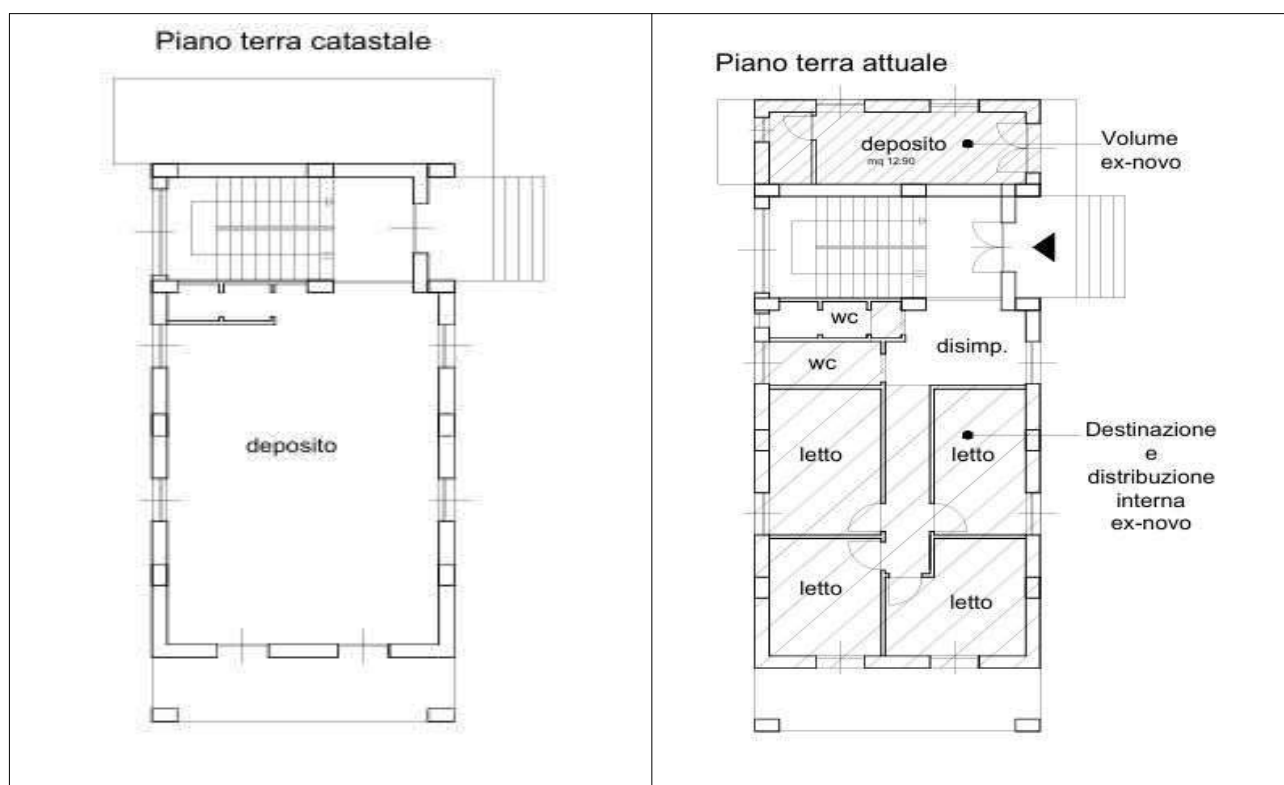 Piano terra catastale
deposito
Piano terra attuale
deposito
mq 12.90
Volume
ex-novo
wc
wc
disimp.
letto
letto
Destinazione
e
distribuzione
interna
ex-novo
letto
letto